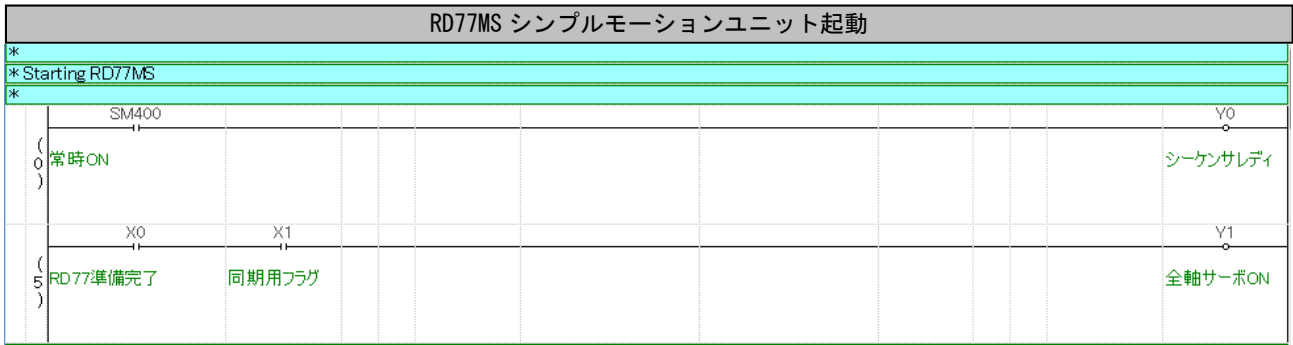 RD77MS シンプルモーションユニット起動
*
* Starting RD77MS
*
SM400 Y0
(0) 常時ON シーケンサレディ
X0 X1 Y1
(5) RD77準備完了 同期用フラグ 全軸サーボON